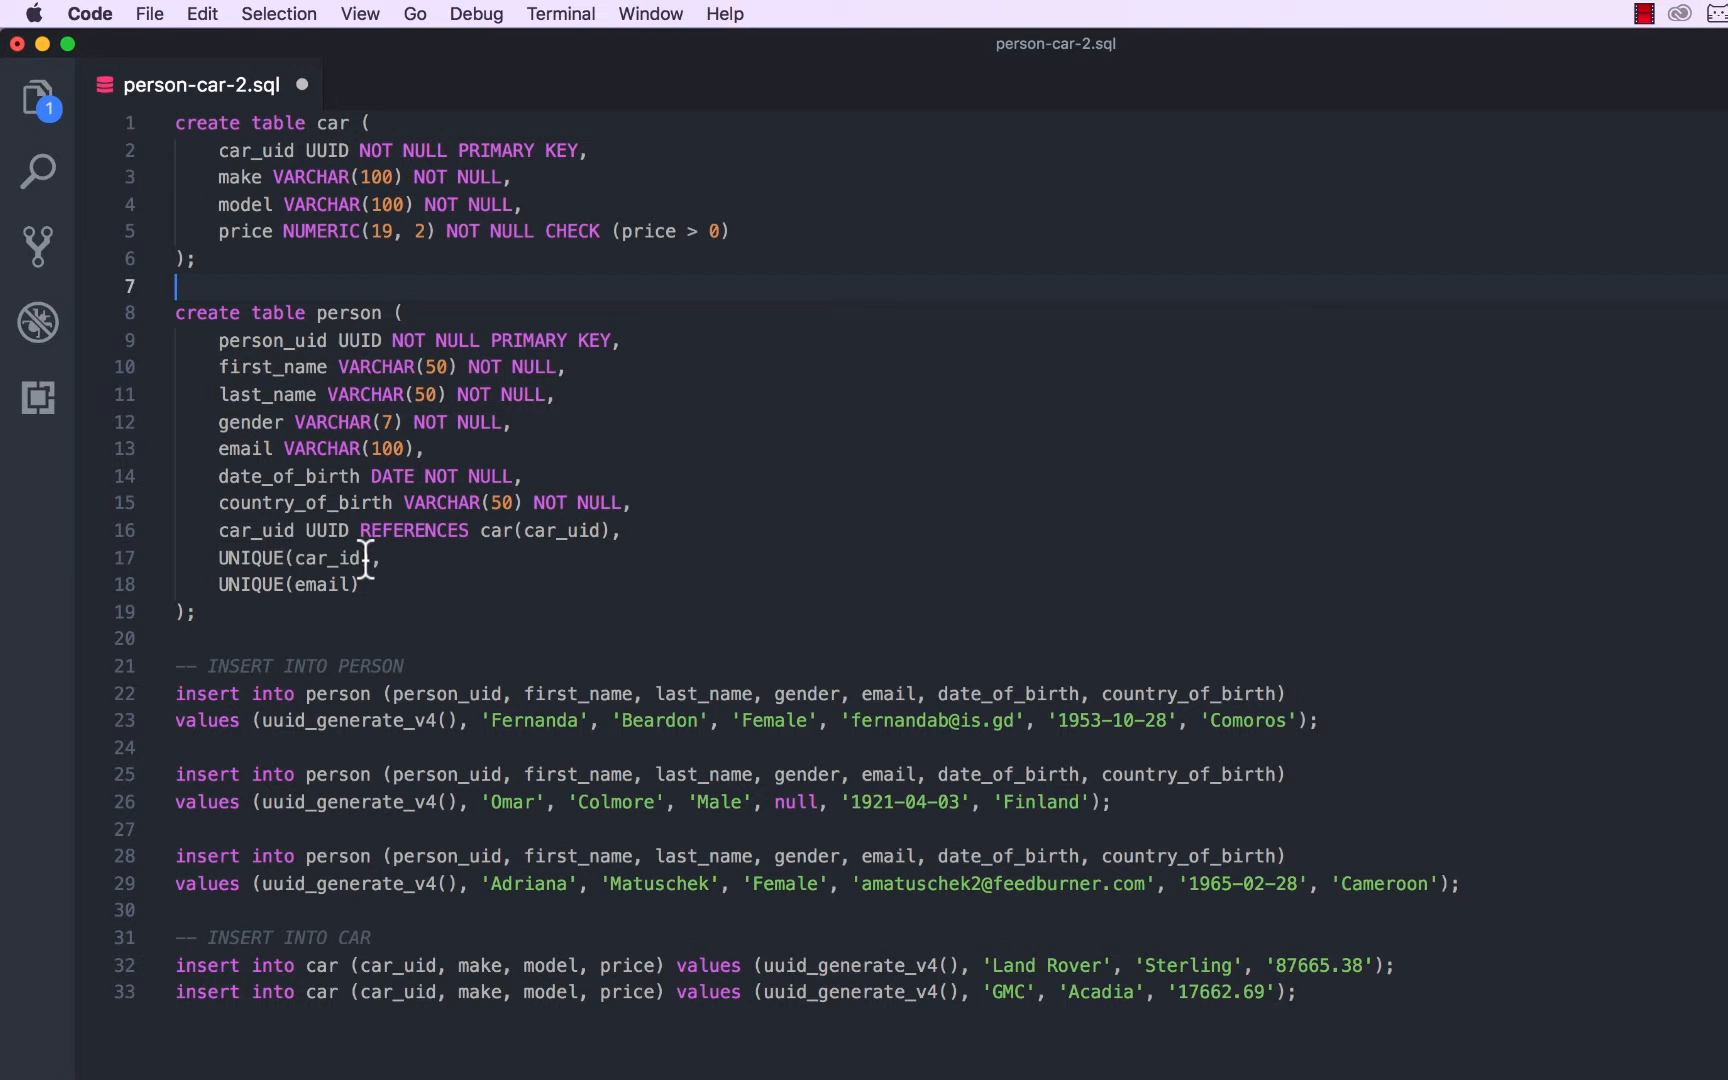 Code File Edit Selection View Go Debug Terminal Window Help
person-car-2.sql
person-car-2.sql
1
1 create table car (
2 car_uid UUID NOT NULL PRIMARY KEY,
3 make VARCHAR(100) NOT NULL,
4 model VARCHAR(100) NOT NULL,
5 price NUMERIC(19, 2) NOT NULL CHECK (price > 0)
6 );
7
8 create table person (
9 person_uid UUID NOT NULL PRIMARY KEY,
10 first_name VARCHAR(50) NOT NULL,
11 last_name VARCHAR(50) NOT NULL,
12 gender VARCHAR(7) NOT NULL,
13 email VARCHAR(100),
14 date_of_birth DATE NOT NULL,
15 country_of_birth VARCHAR(50) NOT NULL,
16 car_uid UUID REFERENCES car(car_uid),
17 UNIQUE(car_id),
18 UNIQUE(email)
19 );
20
21 -- INSERT INTO PERSON
22 insert into person (person_uid, first_name, last_name, gender, email, date_of_birth, country_of_birth)
23 values (uuid_generate_v4(), 'Fernanda', 'Beardon', 'Female', 'fernandab@is.gd', '1953-10-28', 'Comoros');
24
25 insert into person (person_uid, first_name, last_name, gender, email, date_of_birth, country_of_birth)
26 values (uuid_generate_v4(), 'Omar', 'Colmore', 'Male', null, '1921-04-03', 'Finland');
27
28 insert into person (person_uid, first_name, last_name, gender, email, date_of_birth, country_of_birth)
29 values (uuid_generate_v4(), 'Adriana', 'Matuschek', 'Female', 'amatuschek2@feedburner.com', '1965-02-28', 'Cameroon');
30
31 -- INSERT INTO CAR
32 insert into car (car_uid, make, model, price) values (uuid_generate_v4(), 'Land Rover', 'Sterling', '87665.38');
33 insert into car (car_uid, make, model, price) values (uuid_generate_v4(), 'GMC', 'Acadia', '17662.69');